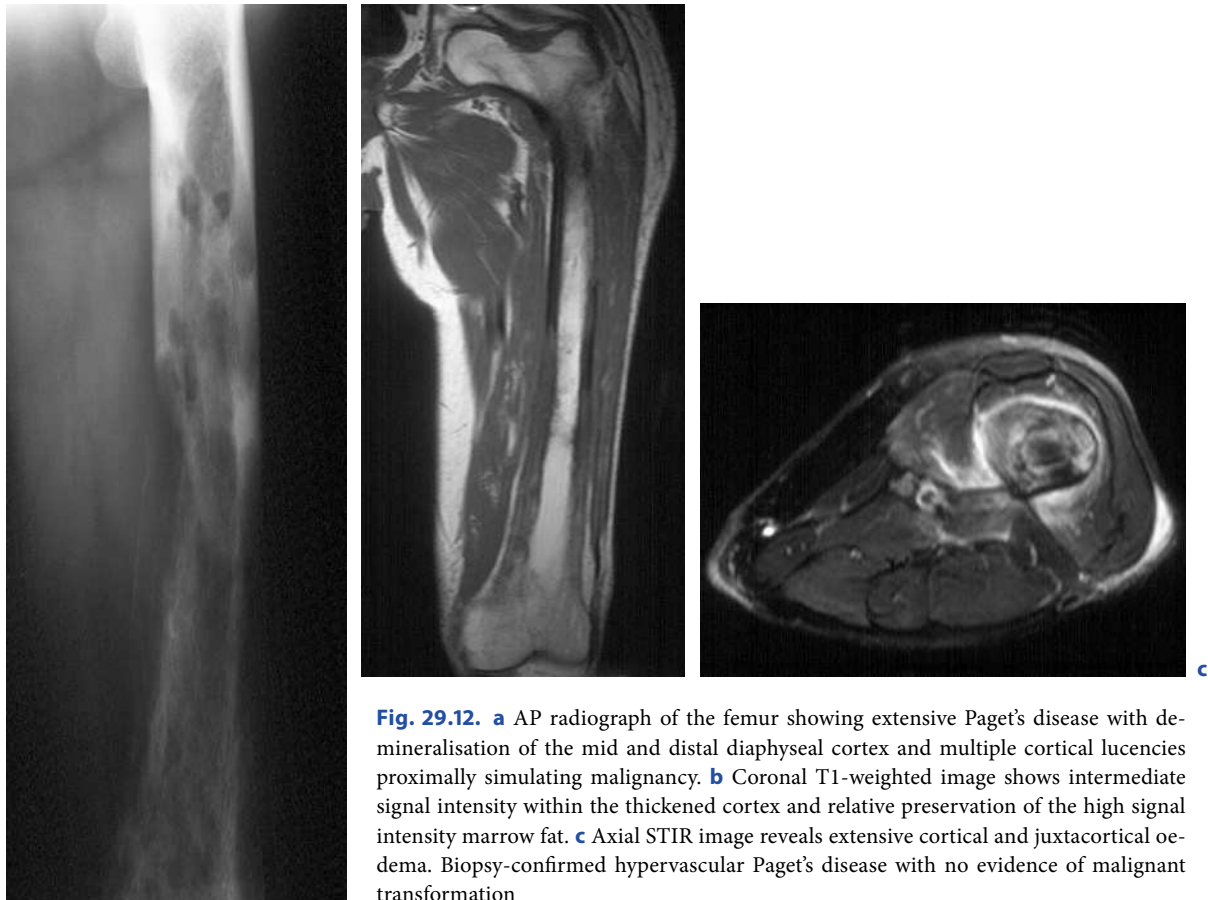 c
Fig. 29.12. a AP radiograph of the femur showing extensive Paget's disease with de-
mineralisation of the mid and distal diaphyseal cortex and multiple cortical lucencies
proximally simulating malignancy. b Coronal T1-weighted image shows intermediate
signal intensity within the thickened cortex and relative preservation of the high signal
intensity marrow fat. c Axial STIR image reveals extensive cortical and juxtacortical oe-
dema. Biopsy-confirmed hypervascular Paget's disease with no evidence of malignant
transformation